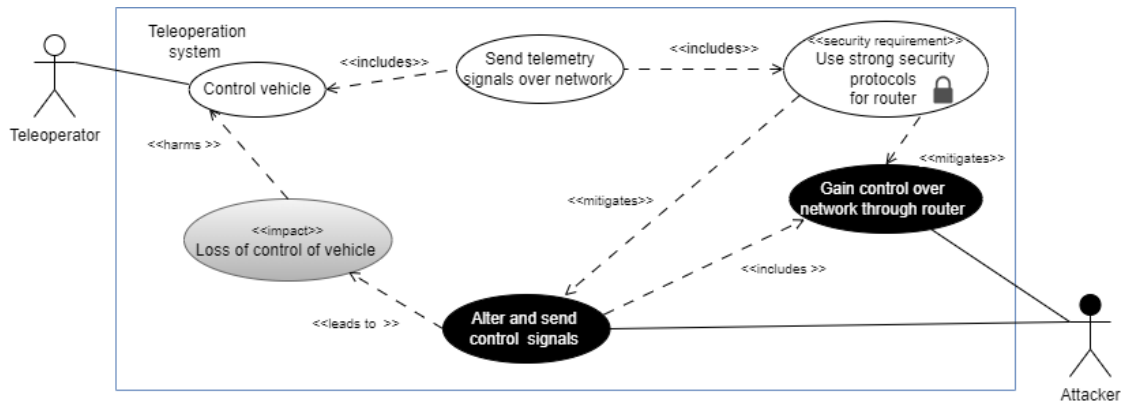 Teleoperation
system
Teleoperator
Control vehicle
<<includes>>
Send telemetry
signals over network
<<includes>>
<<security requirement>>
Use strong security
protocols
for router
<<harms >>
<<mitigates>>
<<mitigates>>
Gain control over
network through router
<<impact>>
Loss of control of vehicle
<<includes >>
<<leads to >>
Alter and send
control signals
Attacker